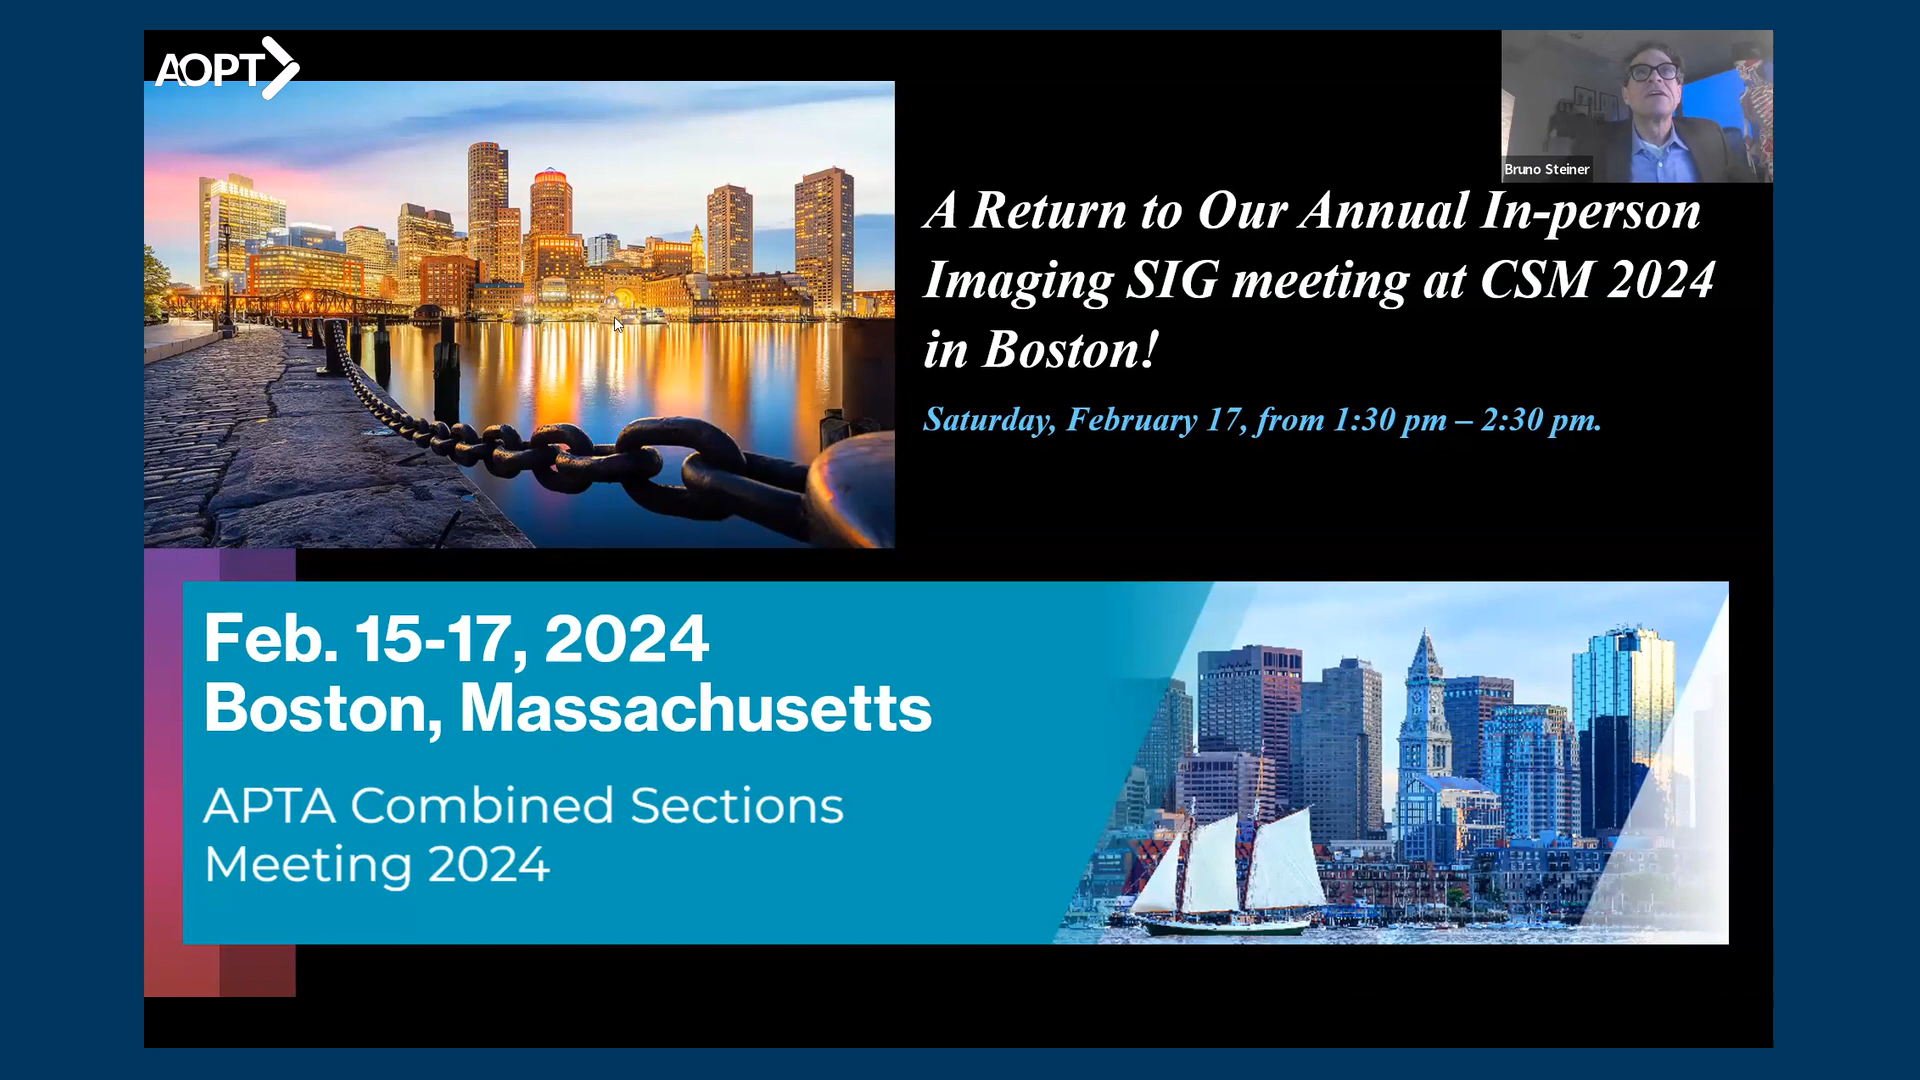 AOPT
Bruno Steiner
A Return to Our Annual In-person
Imaging SIG meeting at CSM 2024
in Boston!
Saturday, February 17, from 1:30 pm – 2:30 pm.
Feb. 15-17, 2024
Boston, Massachusetts
APTA Combined Sections
Meeting 2024